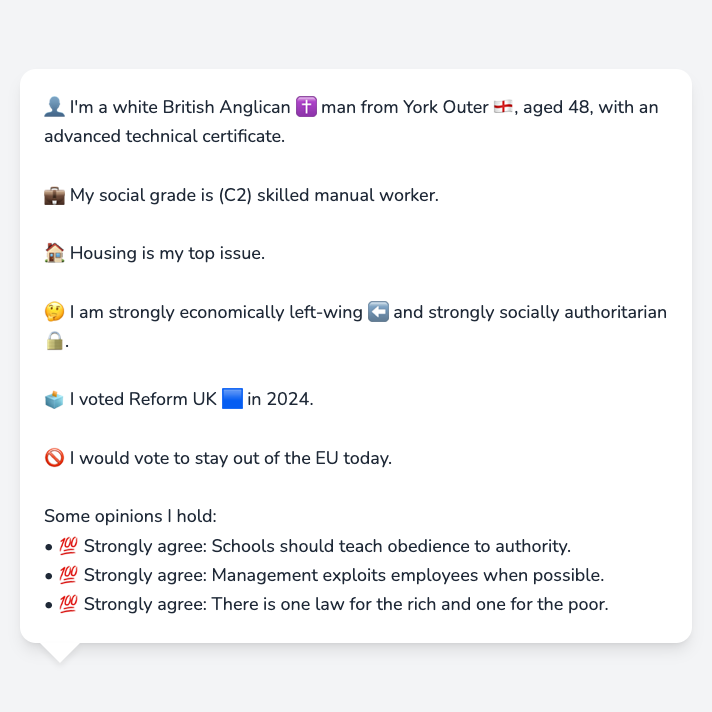 👤 I'm a white British Anglican ✝️ man from York Outer 🏴󠁧󠁢󠁥󠁮󠁧󠁿, aged 48, with an
advanced technical certificate.
💼 My social grade is (C2) skilled manual worker.
🏠 Housing is my top issue.
🤔 I am strongly economically left-wing ⬅️ and strongly socially authoritarian
🔒.
🗳️ I voted Reform UK 🟦 in 2024.
🚫 I would vote to stay out of the EU today.
Some opinions I hold:
• 💯 Strongly agree: Schools should teach obedience to authority.
• 💯 Strongly agree: Management exploits employees when possible.
• 💯 Strongly agree: There is one law for the rich and one for the poor.